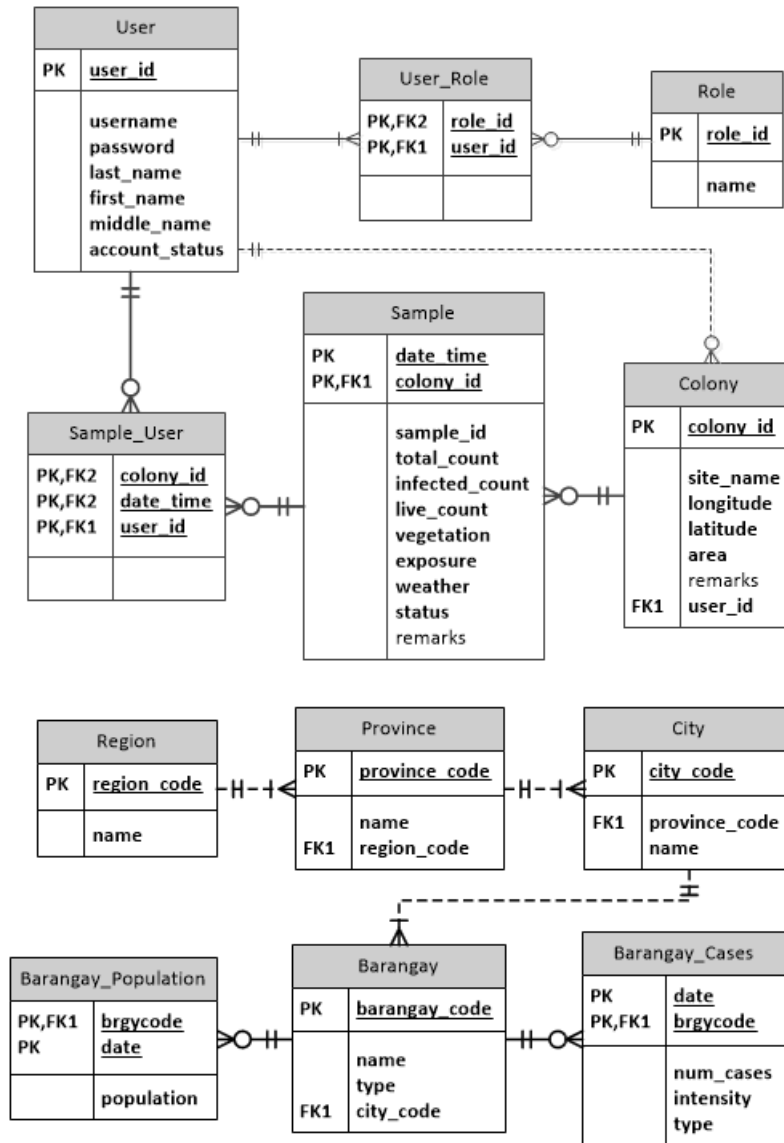 User
PK user_id
username
password
last_name
first_name
middle_name
account_status
User_Role
PK,FK2 role_id
PK,FK1 user_id
Role
PK role_id
name
Sample
PK date_time
PK,FK1 colony_id
sample_id
total_count
infected_count
live_count
vegetation
exposure
weather
status
remarks
Colony
PK colony_id
site_name
longitude
latitude
area
remarks
FK1 user_id
Sample_User
PK,FK2 colony_id
PK,FK2 date_time
PK,FK1 user_id
Region
PK region_code
name
Province
PK province_code
name
FK1 region_code
City
PK city_code
FK1 province_code
name
Barangay_Population
PK,FK1 brgycode
PK date
population
Barangay
PK barangay_code
name
type
FK1 city_code
Barangay_Cases
PK date
PK,FK1 brgycode
num_cases
intensity
type